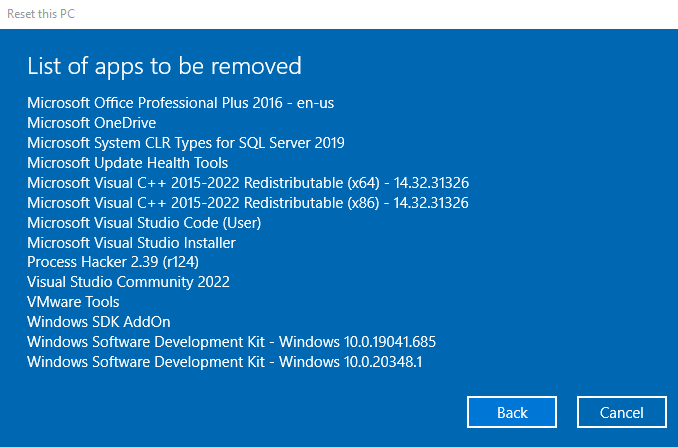 Reset this PC
List of apps to be removed
Microsoft Office Professional Plus 2016 - en-us
Microsoft OneDrive
Microsoft System CLR Types for SQL Server 2019
Microsoft Update Health Tools
Microsoft Visual C++ 2015-2022 Redistributable (x64) - 14.32.31326
Microsoft Visual C++ 2015-2022 Redistributable (x86) - 14.32.31326
Microsoft Visual Studio Code (User)
Microsoft Visual Studio Installer
Process Hacker 2.39 (r124)
Visual Studio Community 2022
VMware Tools
Windows SDK AddOn
Windows Software Development Kit - Windows 10.0.19041.685
Windows Software Development Kit - Windows 10.0.20348.1
Back Cancel